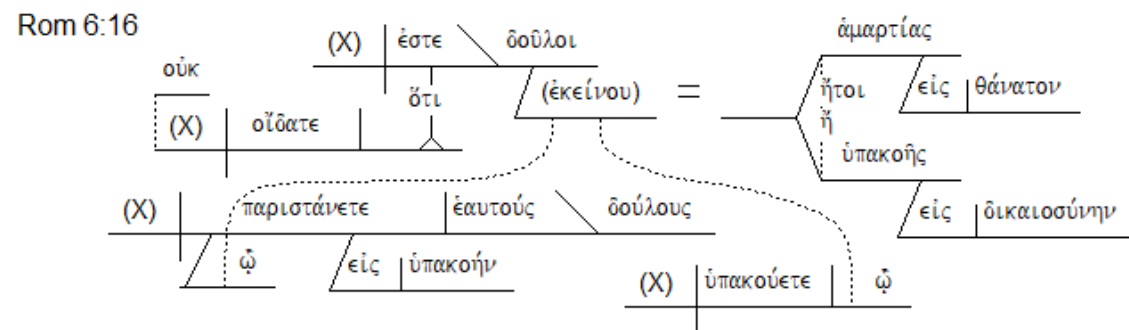 Rom 6:16
(X) ἐστε δοῦλοι ἁμαρτίας
οὐκ ὅτι (ἐκείνου) = ἤτοι εἰς θάνατον
(X) οἴδατε ἤ
ὑπακοῆς
(X) παριστάνετε ἑαυτούς δούλους εἰς δικαιοσύνην
ᾧ εἰς ὑπακοήν
(X) ὑπακούετε ᾧ